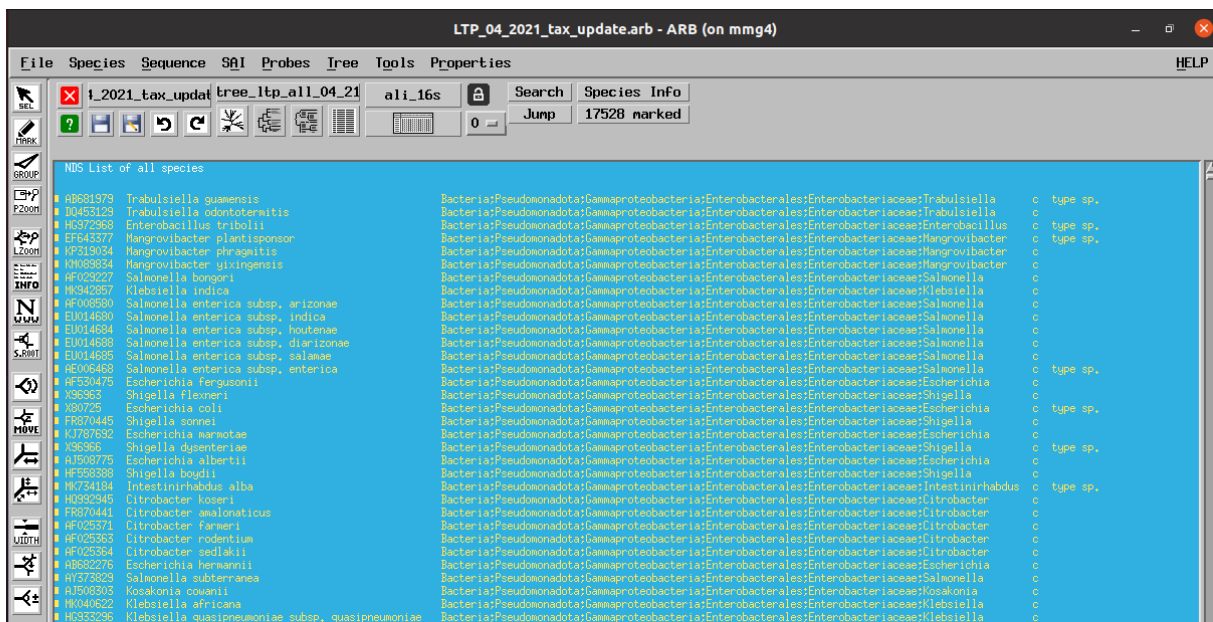 LTP_04_2021_tax_update.arb - ARB (on mmg4)
File Species Sequence SAI Probes Tree Tools Properties HELP
SEL 4_2021_tax_updat tree_ltp_all_04_21 ali_16s Search Species Info
MARK ? 0 Jump 17528 marked
GROUP
PZOOM
LZOOM
INFO
WWW
S.ROOT
MOVE
WIDTH
NDS List of all species
AB681979 Trabulsiella guamensis Bacteria;Pseudomonadota;Gammaproteobacteria;Enterobacterales;Enterobacteriaceae;Trabulsiella c type sp.
DQ453129 Trabulsiella odontotermitis Bacteria;Pseudomonadota;Gammaproteobacteria;Enterobacterales;Enterobacteriaceae;Trabulsiella c
HG972968 Enterobacillus tribolii Bacteria;Pseudomonadota;Gammaproteobacteria;Enterobacterales;Enterobacteriaceae;Enterobacillus c type sp.
EF643377 Mangrovibacter plantisponsor Bacteria;Pseudomonadota;Gammaproteobacteria;Enterobacterales;Enterobacteriaceae;Mangrovibacter c type sp.
KP319034 Mangrovibacter phragmitis Bacteria;Pseudomonadota;Gammaproteobacteria;Enterobacterales;Enterobacteriaceae;Mangrovibacter c
KM089834 Mangrovibacter yixingensis Bacteria;Pseudomonadota;Gammaproteobacteria;Enterobacterales;Enterobacteriaceae;Mangrovibacter c
AF029227 Salmonella bongori Bacteria;Pseudomonadota;Gammaproteobacteria;Enterobacterales;Enterobacteriaceae;Salmonella c
MK942857 Klebsiella indica Bacteria;Pseudomonadota;Gammaproteobacteria;Enterobacterales;Enterobacteriaceae;Klebsiella c
AF008580 Salmonella enterica subsp. arizonae Bacteria;Pseudomonadota;Gammaproteobacteria;Enterobacterales;Enterobacteriaceae;Salmonella c
EU014680 Salmonella enterica subsp. indica Bacteria;Pseudomonadota;Gammaproteobacteria;Enterobacterales;Enterobacteriaceae;Salmonella c
EU014684 Salmonella enterica subsp. houtenae Bacteria;Pseudomonadota;Gammaproteobacteria;Enterobacterales;Enterobacteriaceae;Salmonella c
EU014688 Salmonella enterica subsp. diarizonae Bacteria;Pseudomonadota;Gammaproteobacteria;Enterobacterales;Enterobacteriaceae;Salmonella c
EU014685 Salmonella enterica subsp. salamae Bacteria;Pseudomonadota;Gammaproteobacteria;Enterobacterales;Enterobacteriaceae;Salmonella c
AE006468 Salmonella enterica subsp. enterica Bacteria;Pseudomonadota;Gammaproteobacteria;Enterobacterales;Enterobacteriaceae;Salmonella c type sp.
AF530475 Escherichia fergusonii Bacteria;Pseudomonadota;Gammaproteobacteria;Enterobacterales;Enterobacteriaceae;Escherichia c
X96963 Shigella flexneri Bacteria;Pseudomonadota;Gammaproteobacteria;Enterobacterales;Enterobacteriaceae;Shigella c
X80725 Escherichia coli Bacteria;Pseudomonadota;Gammaproteobacteria;Enterobacterales;Enterobacteriaceae;Escherichia c type sp.
FR870445 Shigella sonnei Bacteria;Pseudomonadota;Gammaproteobacteria;Enterobacterales;Enterobacteriaceae;Shigella c
KJ787692 Escherichia marmotae Bacteria;Pseudomonadota;Gammaproteobacteria;Enterobacterales;Enterobacteriaceae;Escherichia c
X96966 Shigella dysenteriae Bacteria;Pseudomonadota;Gammaproteobacteria;Enterobacterales;Enterobacteriaceae;Shigella c type sp.
AJ508775 Escherichia albertii Bacteria;Pseudomonadota;Gammaproteobacteria;Enterobacterales;Enterobacteriaceae;Escherichia c
HF558388 Shigella boydii Bacteria;Pseudomonadota;Gammaproteobacteria;Enterobacterales;Enterobacteriaceae;Shigella c
MK734184 Intestinirhabdus alba Bacteria;Pseudomonadota;Gammaproteobacteria;Enterobacterales;Enterobacteriaceae;Intestinirhabdus c type sp.
HQ992945 Citrobacter koseri Bacteria;Pseudomonadota;Gammaproteobacteria;Enterobacterales;Enterobacteriaceae;Citrobacter c
FR870441 Citrobacter amalonaticus Bacteria;Pseudomonadota;Gammaproteobacteria;Enterobacterales;Enterobacteriaceae;Citrobacter c
AF025371 Citrobacter farmeri Bacteria;Pseudomonadota;Gammaproteobacteria;Enterobacterales;Enterobacteriaceae;Citrobacter c
AF025363 Citrobacter rodentium Bacteria;Pseudomonadota;Gammaproteobacteria;Enterobacterales;Enterobacteriaceae;Citrobacter c
AF025364 Citrobacter sedlakii Bacteria;Pseudomonadota;Gammaproteobacteria;Enterobacterales;Enterobacteriaceae;Citrobacter c
AB682276 Escherichia hermannii Bacteria;Pseudomonadota;Gammaproteobacteria;Enterobacterales;Enterobacteriaceae;Escherichia c
AY373829 Salmonella subterranea Bacteria;Pseudomonadota;Gammaproteobacteria;Enterobacterales;Enterobacteriaceae;Salmonella c
AJ508303 Kosakonia cowanii Bacteria;Pseudomonadota;Gammaproteobacteria;Enterobacterales;Enterobacteriaceae;Kosakonia c
MK040622 Klebsiella africana Bacteria;Pseudomonadota;Gammaproteobacteria;Enterobacterales;Enterobacteriaceae;Klebsiella c
HG933296 Klebsiella quasipneumoniae subsp. quasipneumoniae Bacteria;Pseudomonadota;Gammaproteobacteria;Enterobacterales;Enterobacteriaceae;Klebsiella c